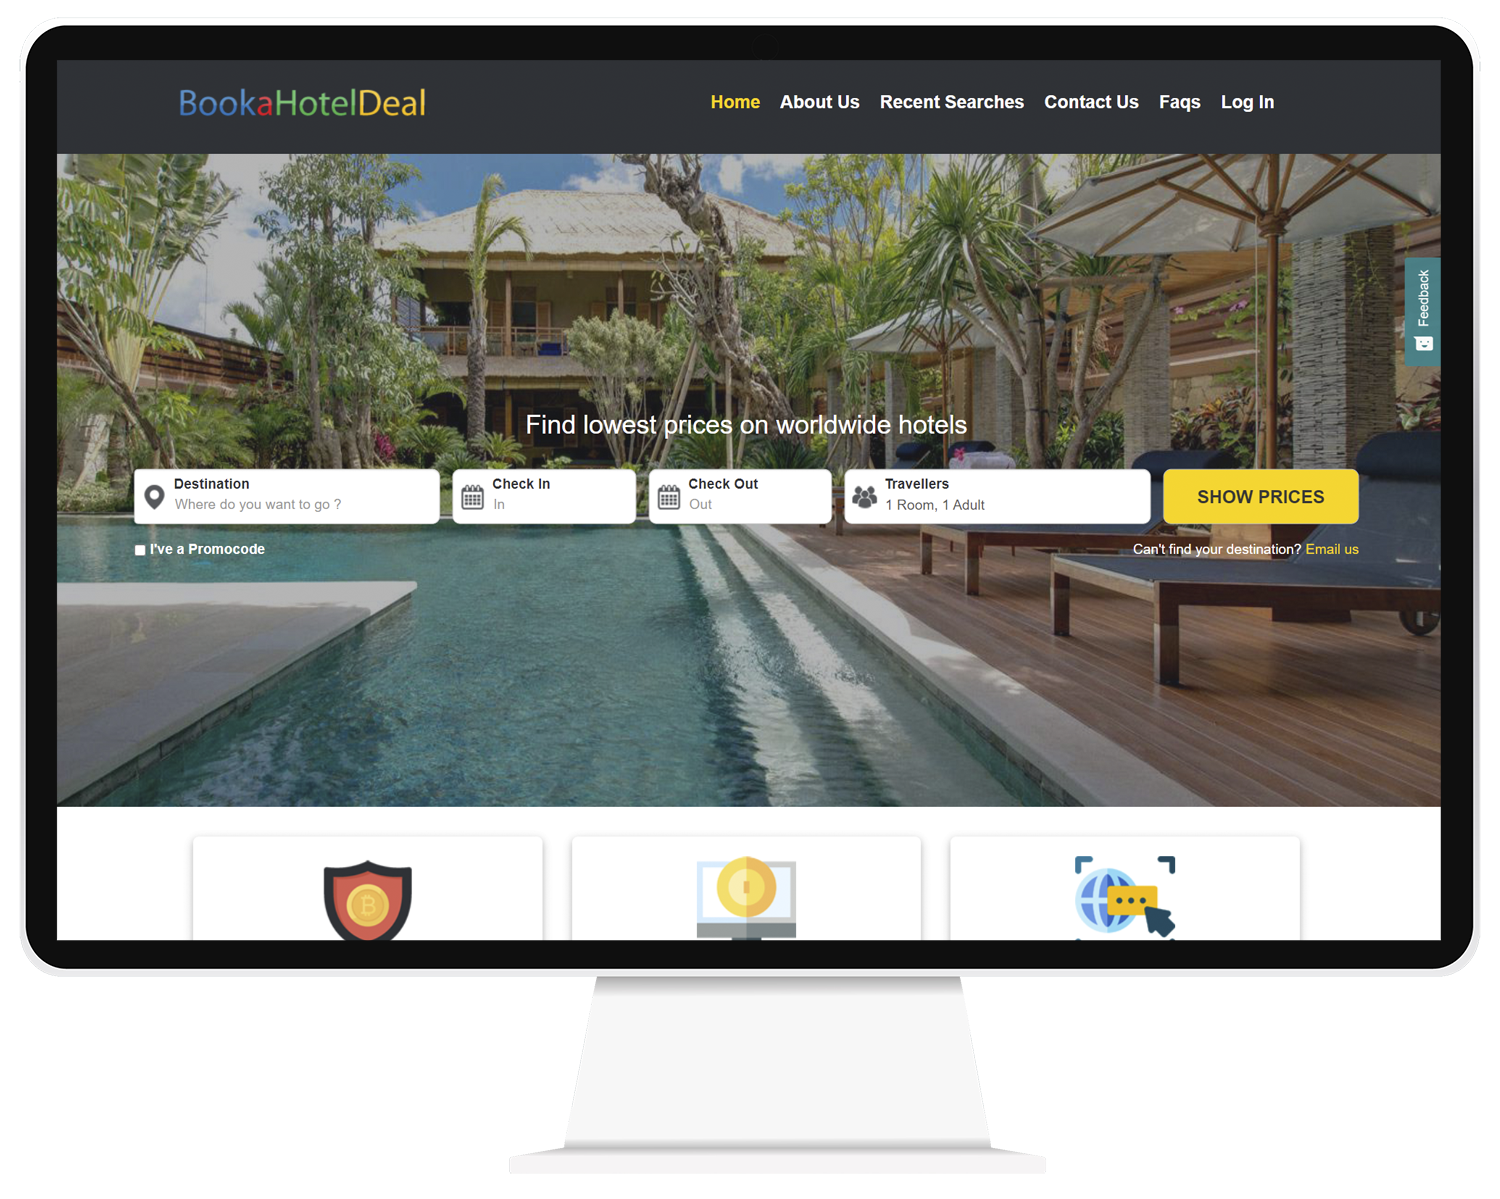 BookaHotelDeal
Home About Us Recent Searches Contact Us Faqs Log In
Feedback
Find lowest prices on worldwide hotels
Destination
Where do you want to go ?
Check In
In
Check Out
Out
Travellers
1 Room, 1 Adult
SHOW PRICES
I've a Promocode
Can't find your destination? Email us